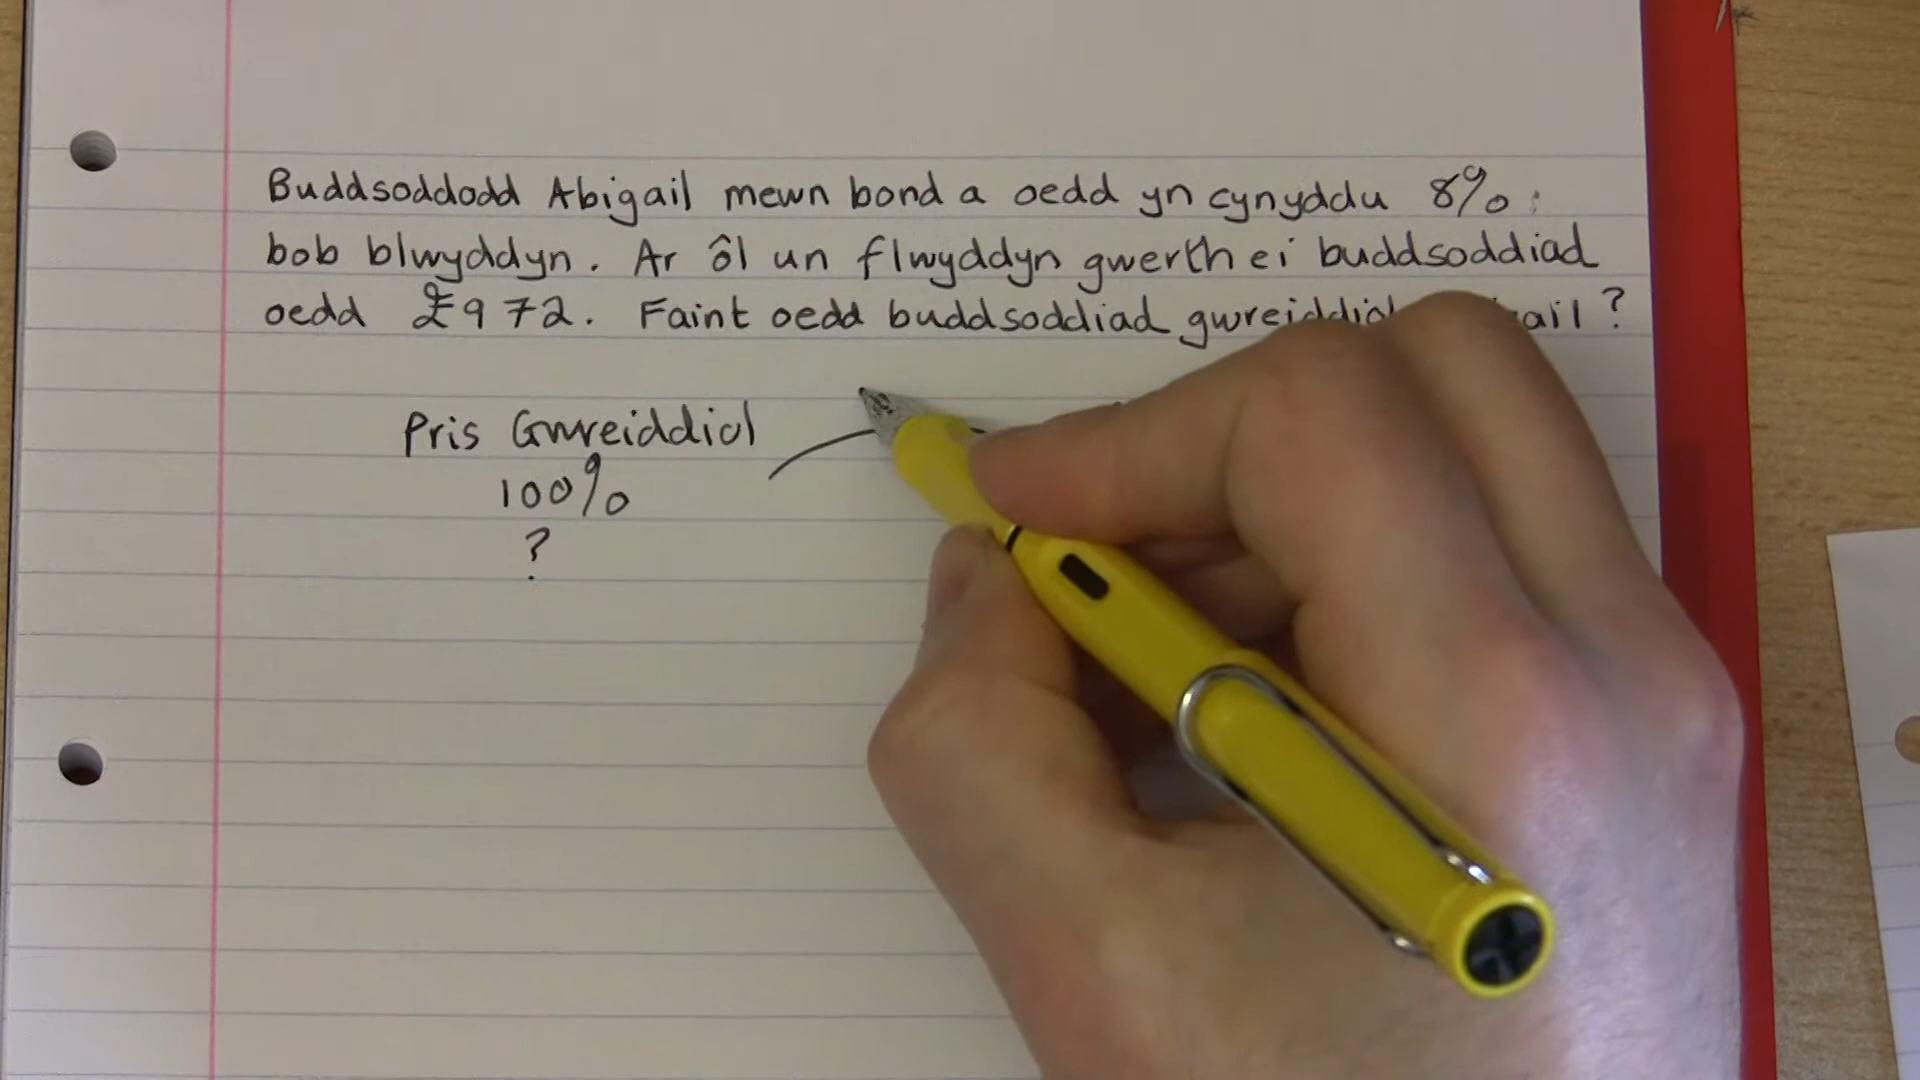 Buddsoddodd Abigail mewn bond a oedd yn cynyddu 8%
bob blwyddyn. Ar ôl un flwyddyn gwerth ei buddsoddiad
oedd £972. Faint oedd buddsoddiad gwreiddiol ?
Pris Gwreiddiol
100%
?